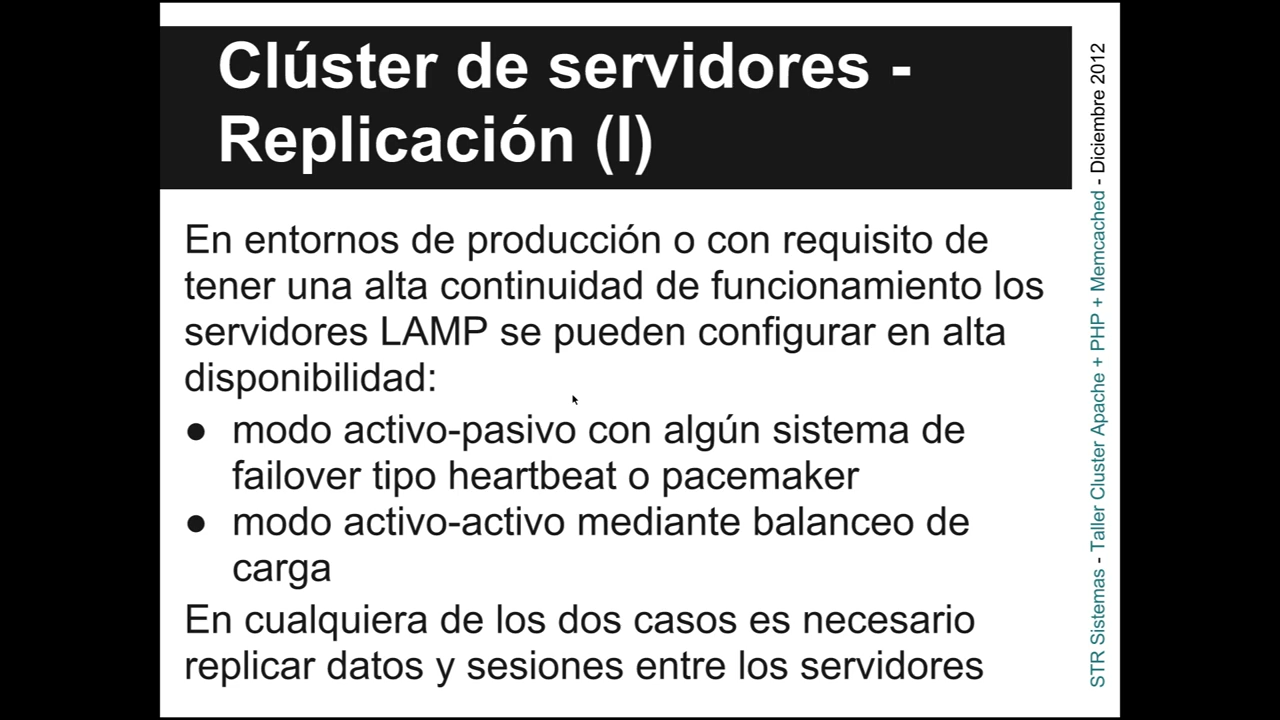 Clúster de servidores -
Replicación (I)
En entornos de producción o con requisito de
tener una alta continuidad de funcionamiento los
servidores LAMP se pueden configurar en alta
disponibilidad:
● modo activo-pasivo con algún sistema de
failover tipo heartbeat o pacemaker
● modo activo-activo mediante balanceo de
carga
En cualquiera de los dos casos es necesario
replicar datos y sesiones entre los servidores
STR Sistemas - Taller Cluster Apache + PHP + Memcached - Diciembre 2012